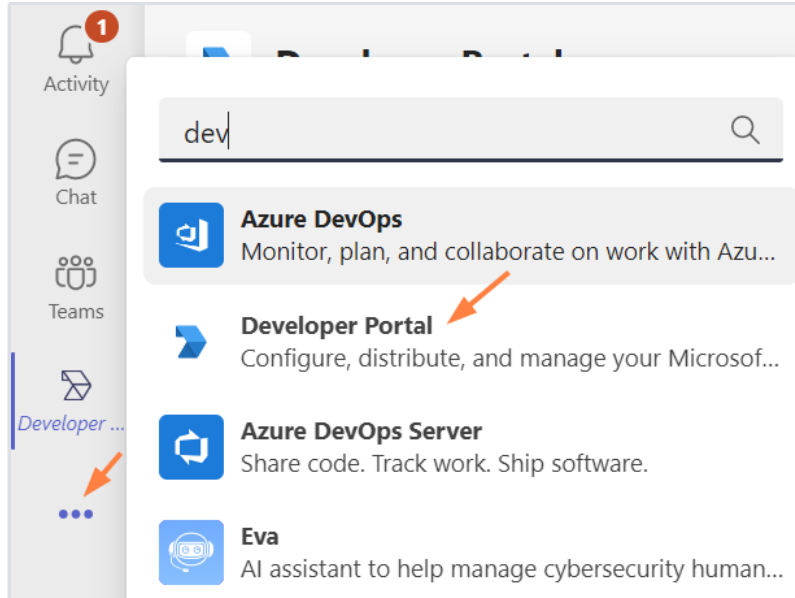 1
Activity
Chat
Teams
Developer ...
dev
Azure DevOps
Monitor, plan, and collaborate on work with Azu...
Developer Portal
Configure, distribute, and manage your Microsof...
Azure DevOps Server
Share code. Track work. Ship software.
Eva
AI assistant to help manage cybersecurity human...